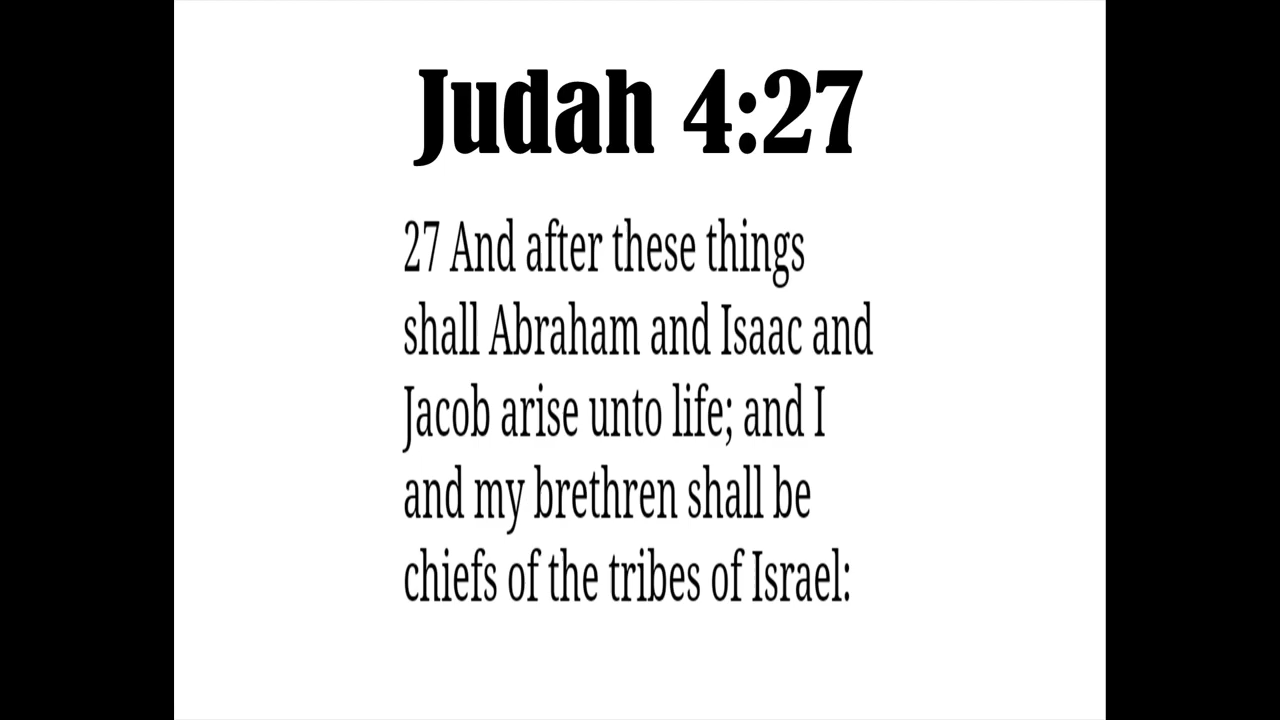 Judah 4:27
27 And after these things
shall Abraham and Isaac and
Jacob arise unto life; and I
and my brethren shall be
chiefs of the tribes of Israel: